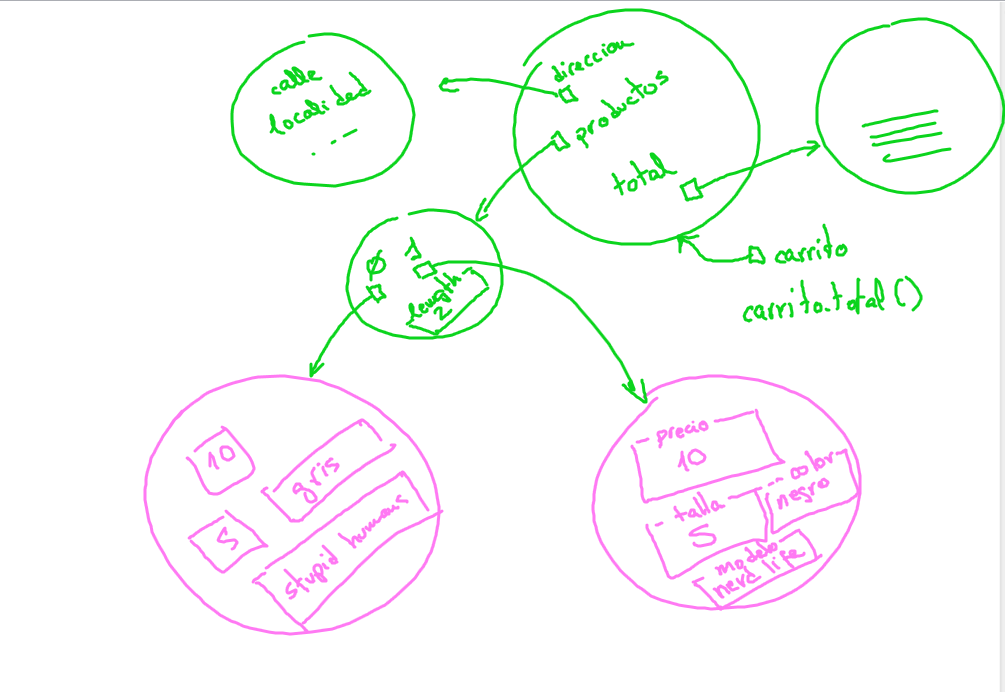 calle
localidad
...
direccion
productos
total
carrito
carrito.total()
0
1
length
2
10
gris
S
stupid humans
precio
10
talla
S
color
negro
modelo
nerd life